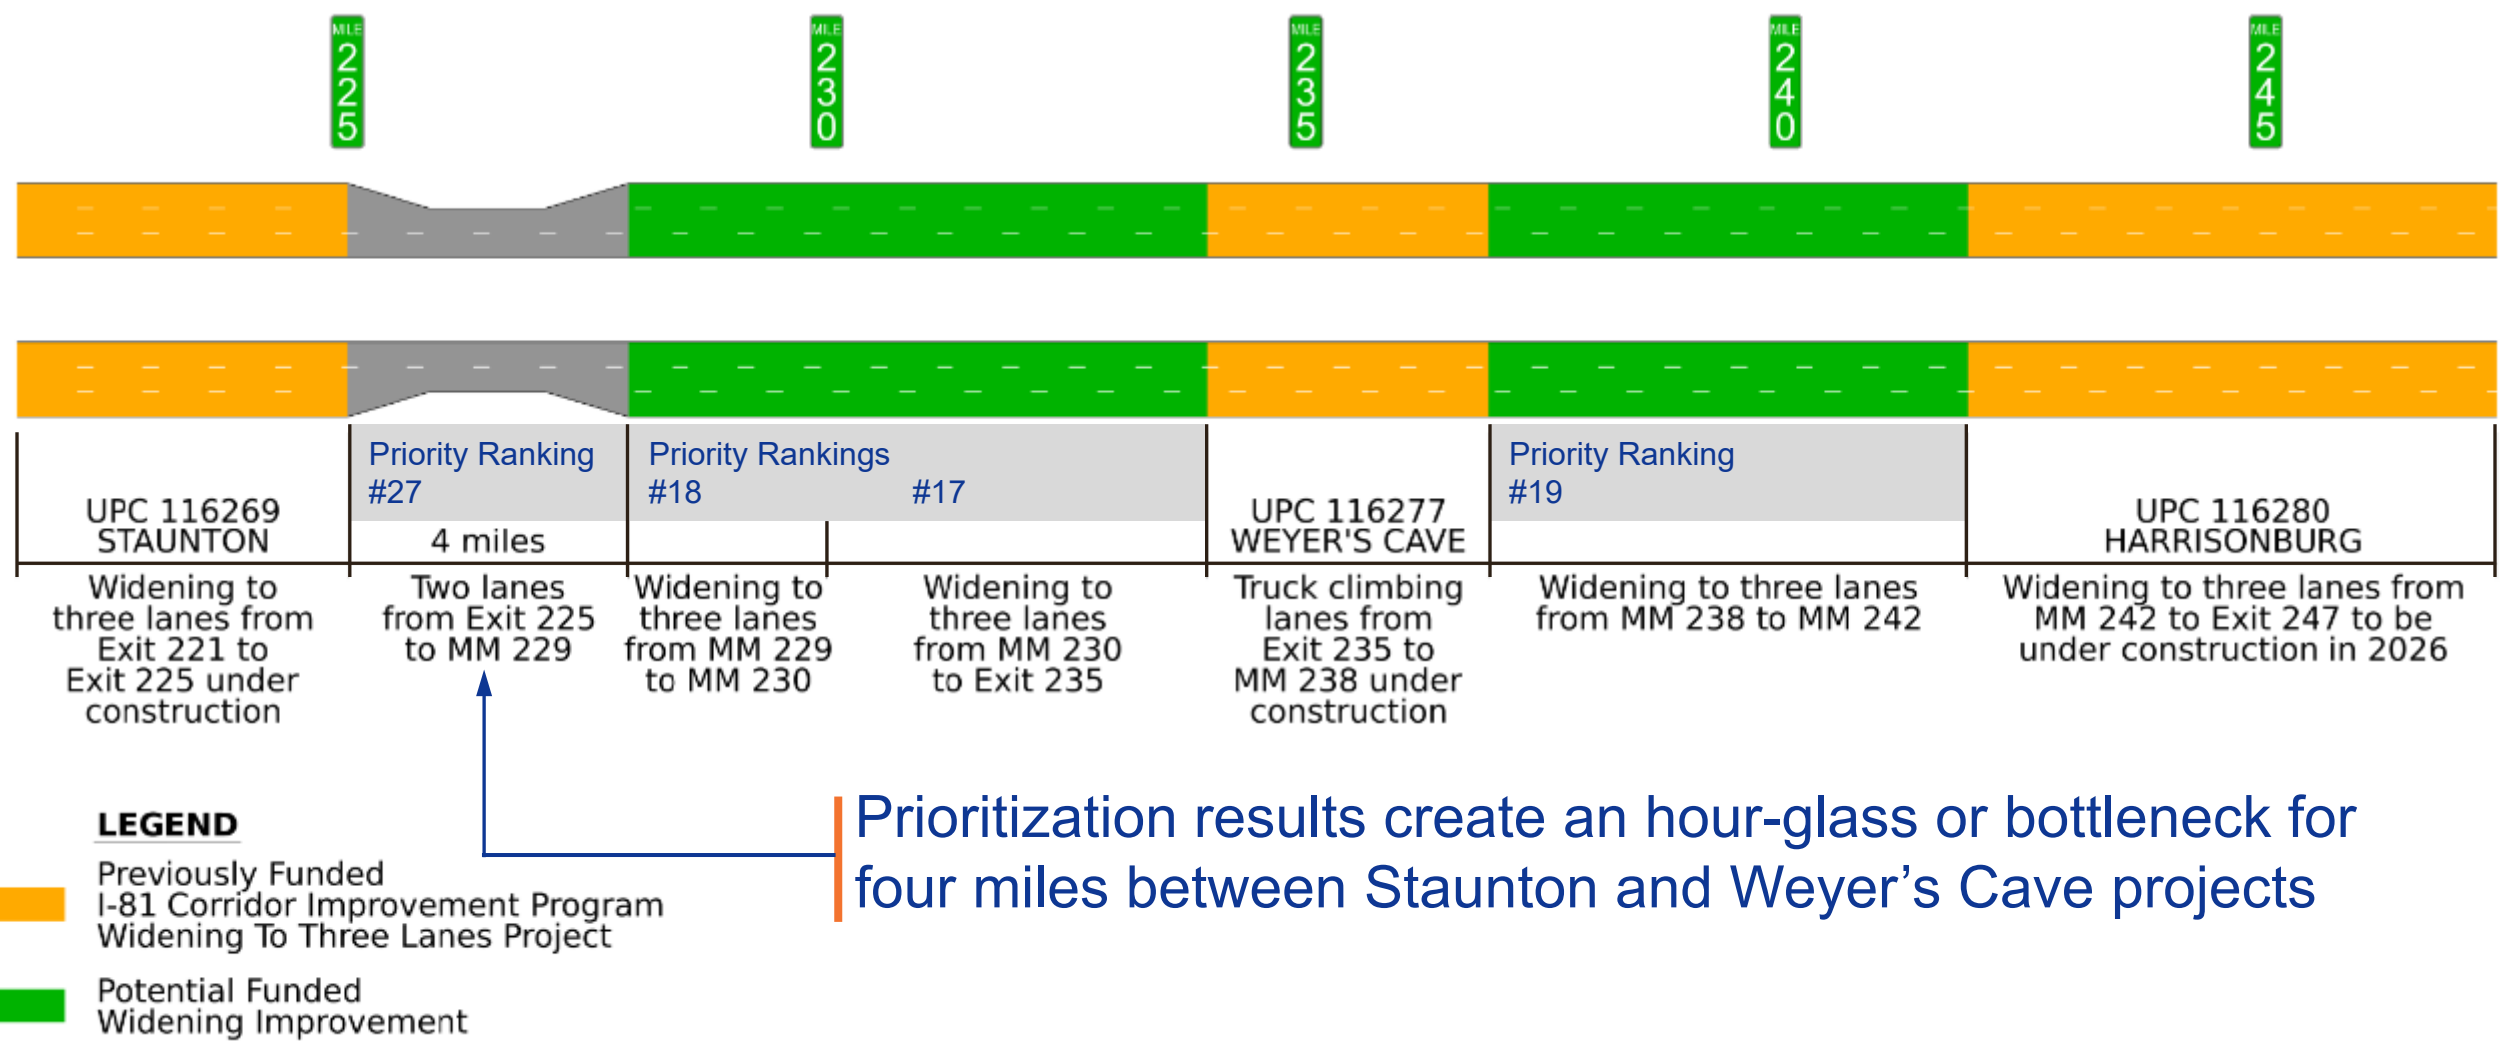 MILE 225
MILE 230
MILE 235
MILE 240
MILE 245
Priority Ranking
#27
Priority Rankings
#18 #17
Priority Ranking
#19
UPC 116269
STAUNTON
4 miles
UPC 116277
WEYER'S CAVE
UPC 116280
HARRISONBURG
Widening to
three lanes from
Exit 221 to
Exit 225 under
construction
Two lanes
from Exit 225
to MM 229
Widening to
three lanes
from MM 229
to MM 230
Widening to
three lanes
from MM 230
to Exit 235
Truck climbing
lanes from
Exit 235 to
MM 238 under
construction
Widening to three lanes
from MM 238 to MM 242
Widening to three lanes from
MM 242 to Exit 247 to be
under construction in 2026
Prioritization results create an hour-glass or bottleneck for
four miles between Staunton and Weyer’s Cave projects
LEGEND
Previously Funded
I-81 Corridor Improvement Program
Widening To Three Lanes Project
Potential Funded
Widening Improvement